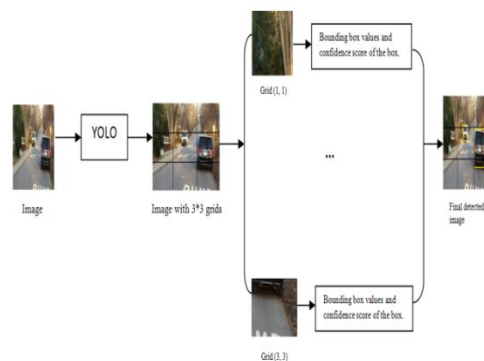 Bounding box values and
confidence score of the box.
Grid (1, 1)
YOLO
...
Image
Image with 3*3 grids
Final detected
image
Bounding box values and
confidence score of the box.
Grid (3, 3)